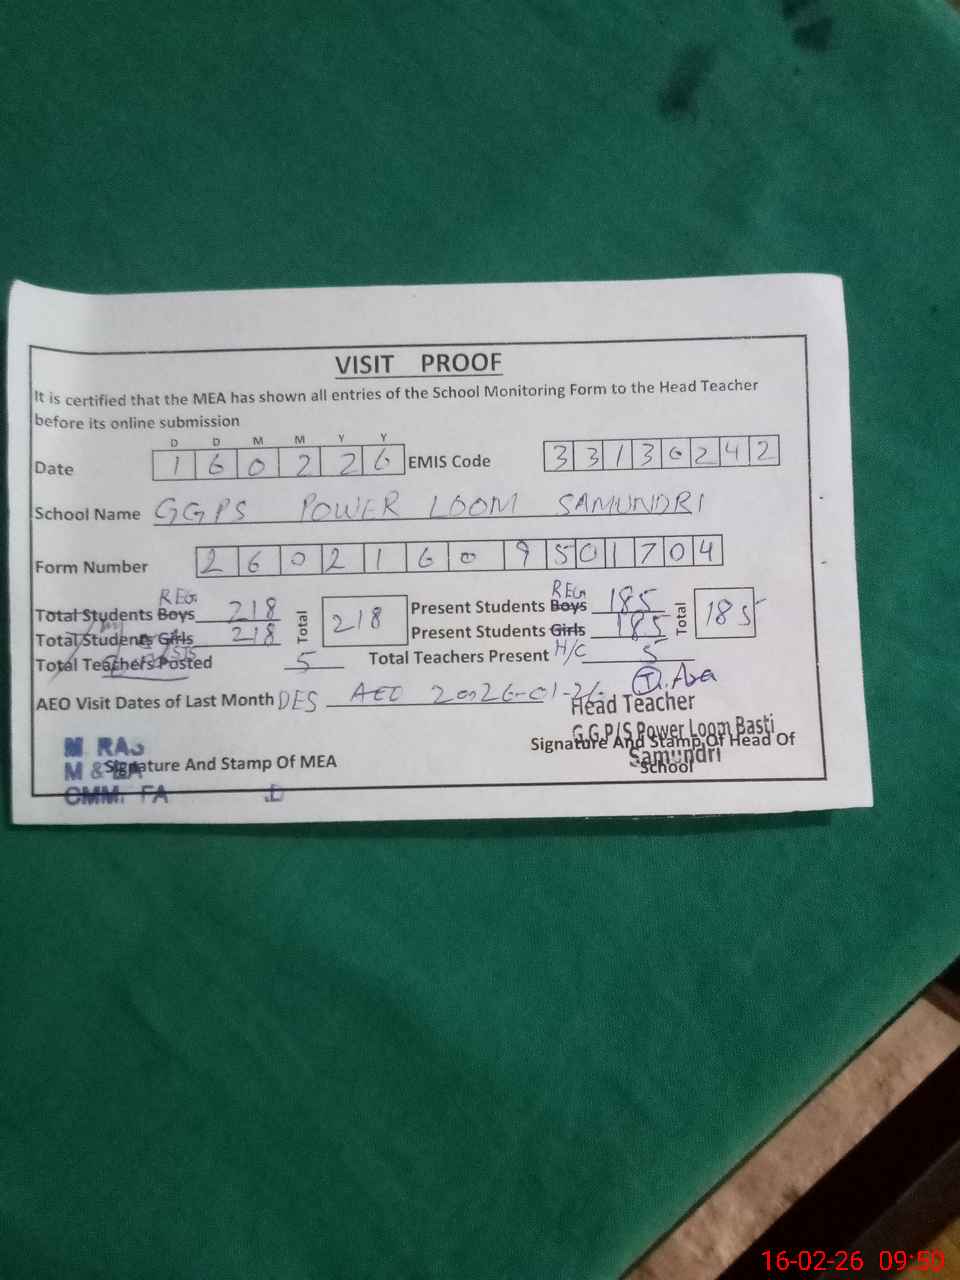 VISIT PROOF
It is certified that the MEA has shown all entries of the School Monitoring Form to the Head Teacher
before its online submission
D D M M Y Y
Date 1 6 0 2 2 6 EMIS Code 3 3 1 3 0 2 4 2
School Name GGPS POWER LOOM SAMUNDRI
Form Number 2 6 0 2 1 6 0 9 5 0 1 7 0 4
REG REG
Total Students Boys 218 Total 218 Present Students Boys 185 Total 185
Total Students Girls 218 Present Students Girls 185
Total Teachers Posted 5 Total Teachers Present H/C 5
AEO Visit Dates of Last Month DES AEO
Head Teacher
G.G.P/S Power Loom Basti
Samundri
Signature And Stamp Of MEA
Signature And Stamp Of Head Of
School
M RAS
16-02-26 09:50